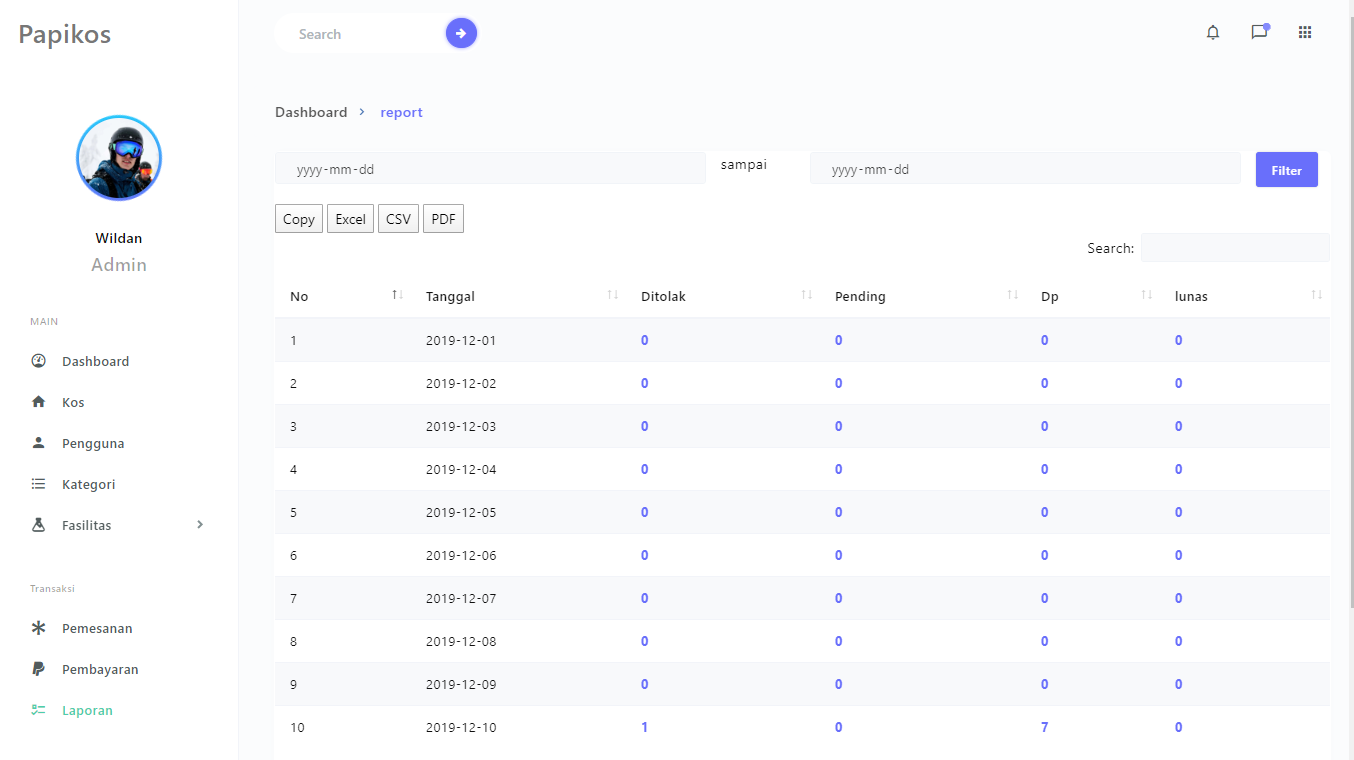 Papikos
Search
Wildan
Admin
MAIN
Dashboard
Kos
Pengguna
Kategori
Fasilitas
Transaksi
Pemesanan
Pembayaran
Laporan
Dashboard report
yyyy-mm-dd sampai yyyy-mm-dd Filter
Copy Excel CSV PDF
Search:
No Tanggal Ditolak Pending Dp lunas
1 2019-12-01 0 0 0 0
2 2019-12-02 0 0 0 0
3 2019-12-03 0 0 0 0
4 2019-12-04 0 0 0 0
5 2019-12-05 0 0 0 0
6 2019-12-06 0 0 0 0
7 2019-12-07 0 0 0 0
8 2019-12-08 0 0 0 0
9 2019-12-09 0 0 0 0
10 2019-12-10 1 0 7 0